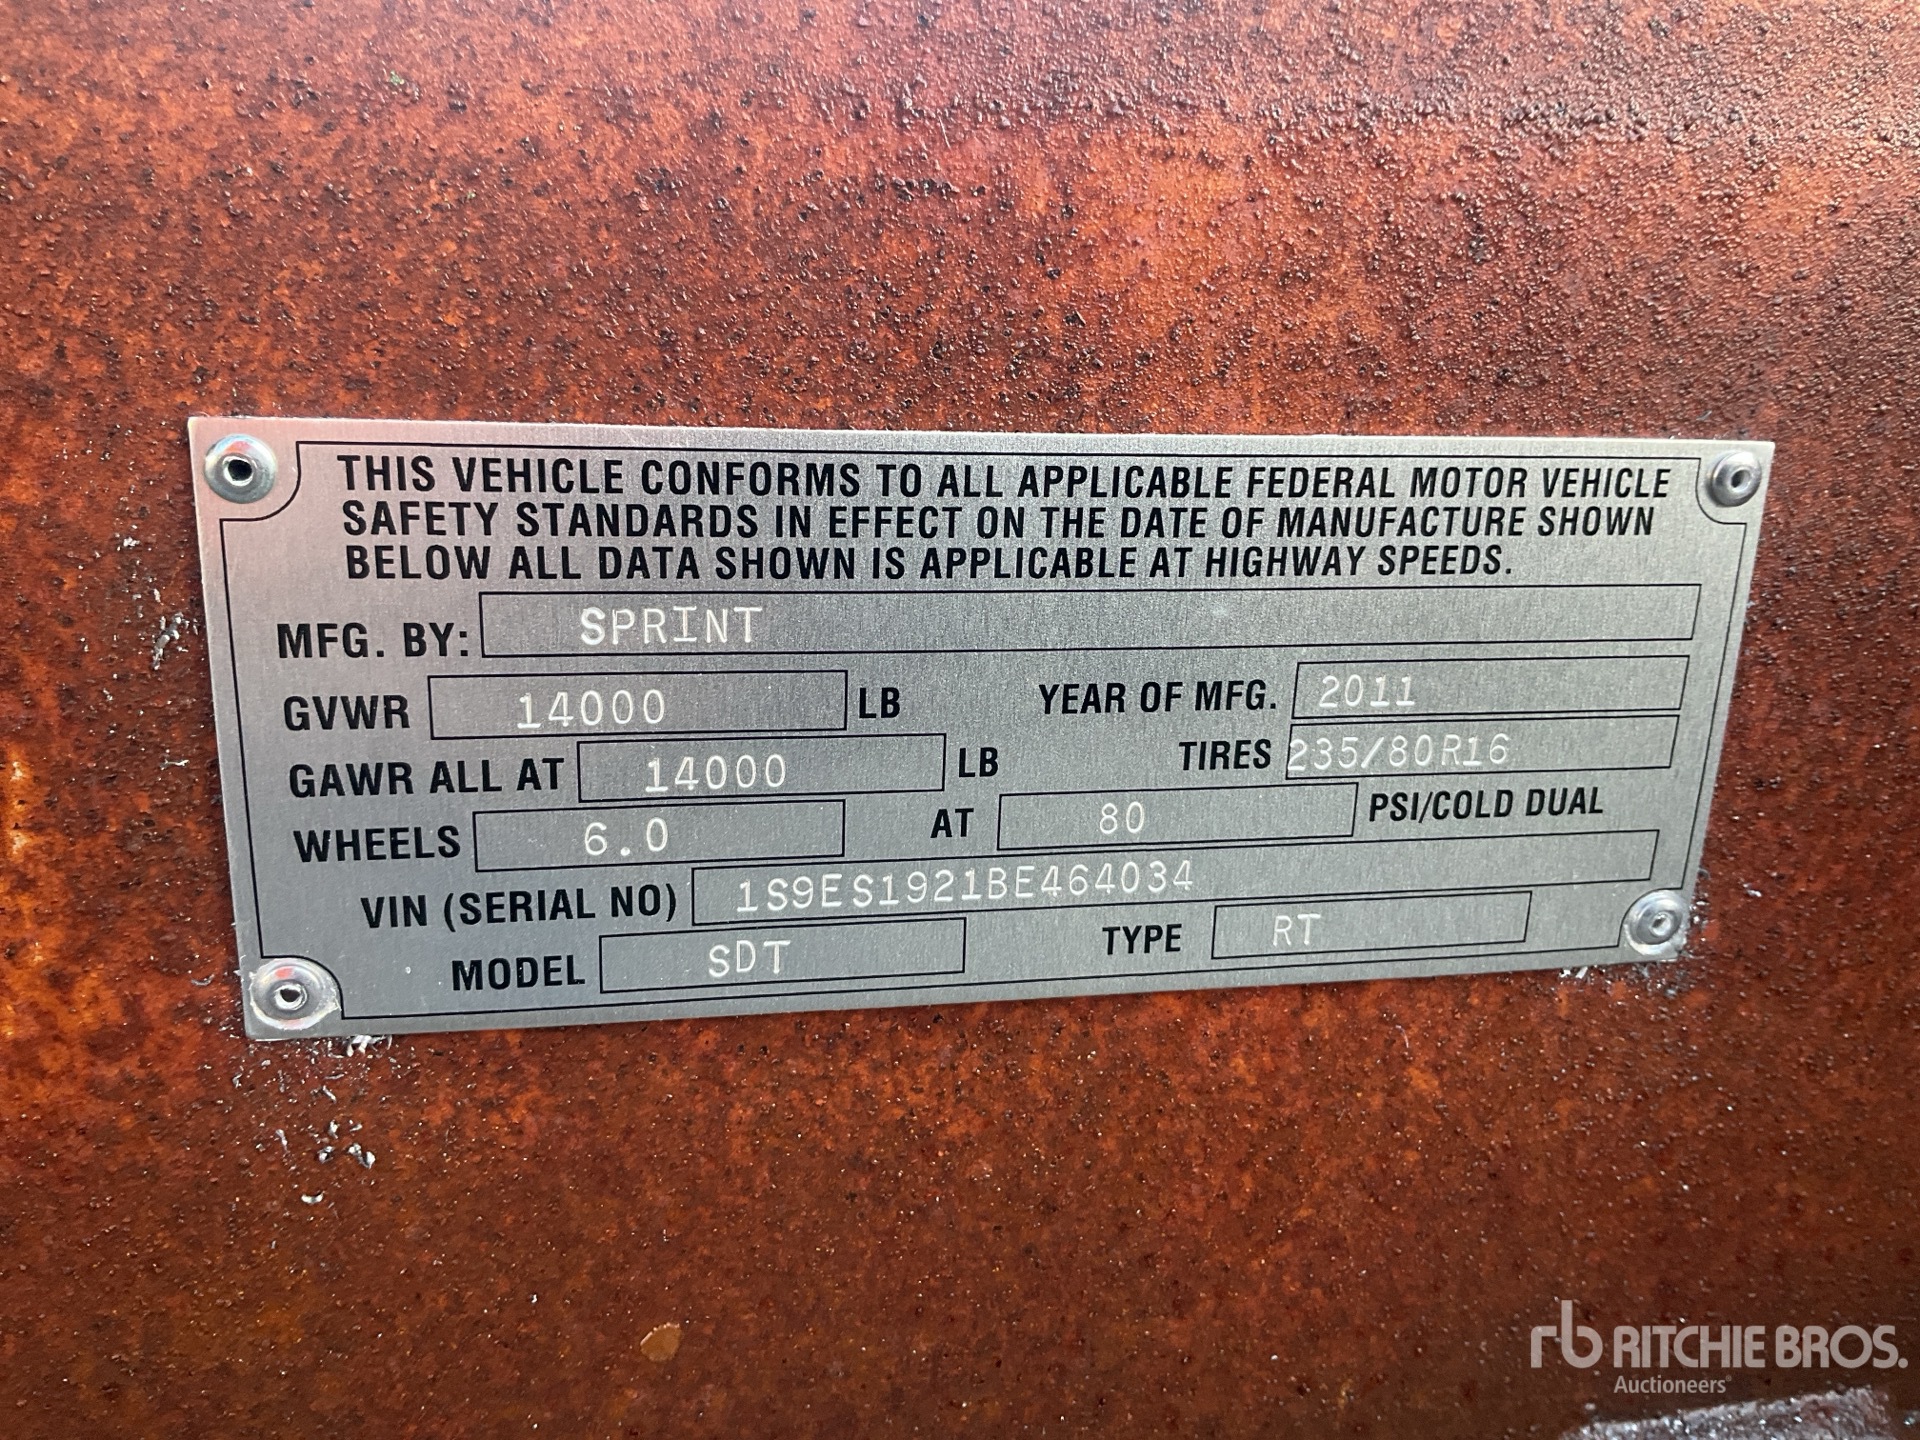 THIS VEHICLE CONFORMS TO ALL APPLICABLE FEDERAL MOTOR VEHICLE
SAFETY STANDARDS IN EFFECT ON THE DATE OF MANUFACTURE SHOWN
BELOW ALL DATA SHOWN IS APPLICABLE AT HIGHWAY SPEEDS.
MFG. BY: SPRINT
GVWR 14000 LB YEAR OF MFG. 2011
GAWR ALL AT 14000 LB TIRES 235/80R16
WHEELS 6.0 AT 80 PSI/COLD DUAL
VIN (SERIAL NO) 1S9ES1921BE464034
MODEL SDT TYPE RT
rb RITCHIE BROS.
Auctioneers